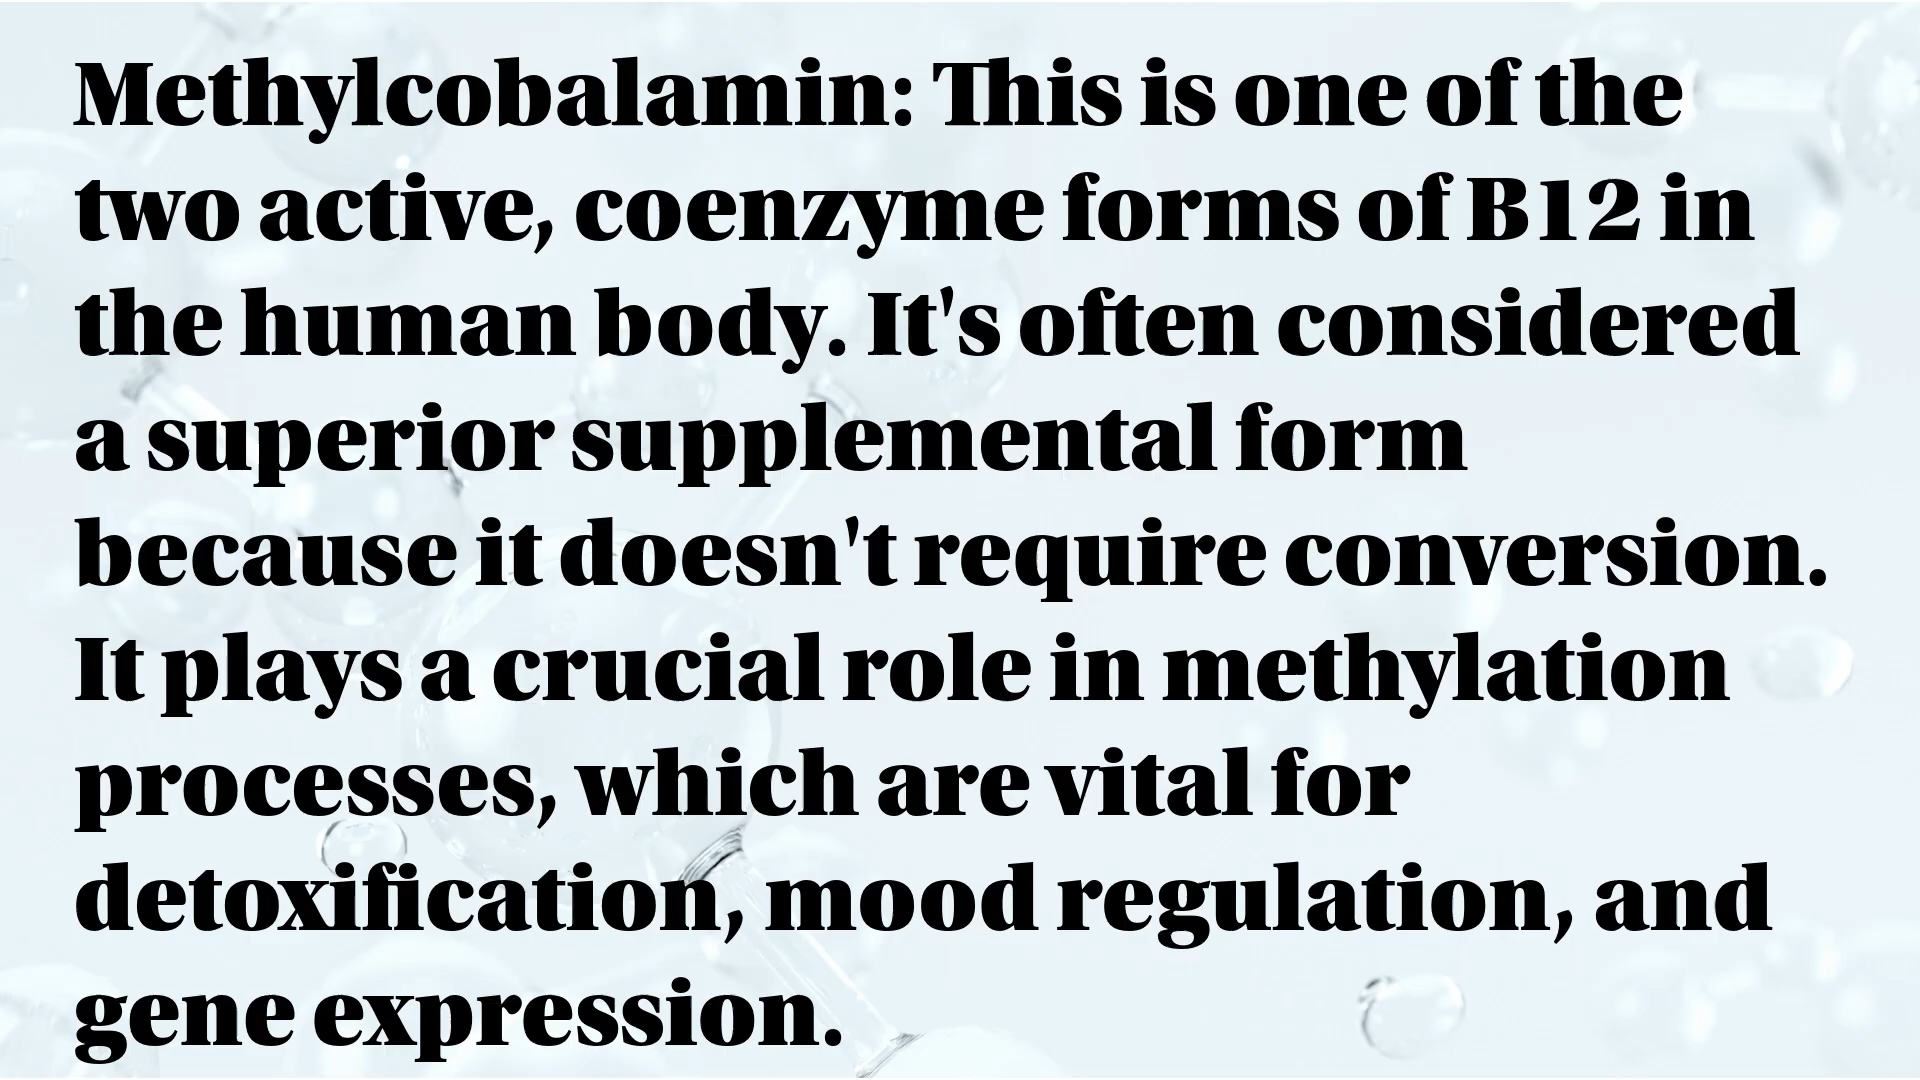 Methylcobalamin: This is one of the
two active, coenzyme forms of B12 in
the human body. It's often considered
a superior supplemental form
because it doesn't require conversion.
It plays a crucial role in methylation
processes, which are vital for
detoxification, mood regulation, and
gene expression.